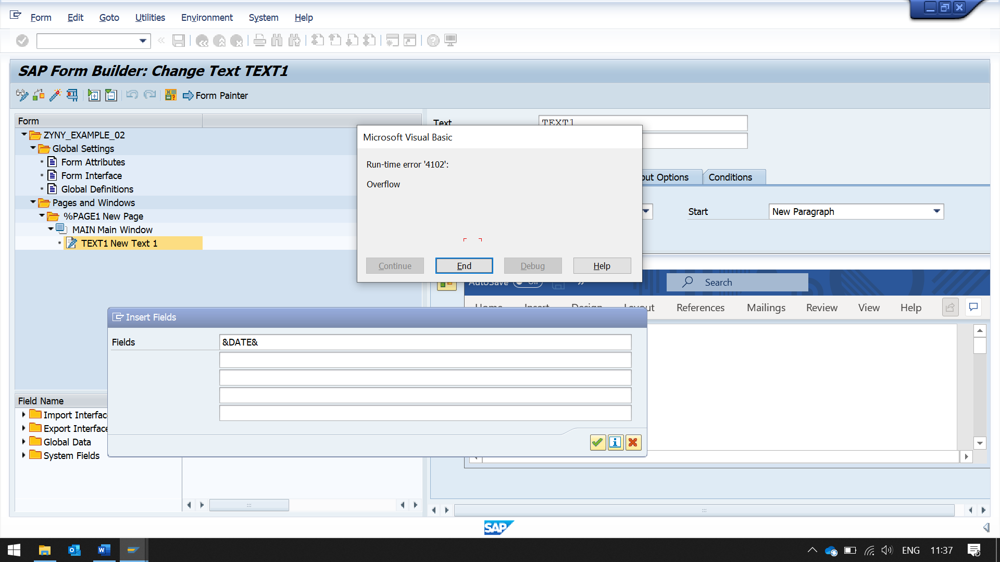 Form Edit Goto Utilities Environment System Help
SAP Form Builder: Change Text TEXT1
Form Painter
Form
ZYNY_EXAMPLE_02
Global Settings
Form Attributes
Form Interface
Global Definitions
Pages and Windows
%PAGE1 New Page
MAIN Main Window
TEXT1 New Text 1
Text TEXT1
Microsoft Visual Basic
Run-time error '4102':
Overflow
Continue End Debug Help
put Options Conditions
Start New Paragraph
AutoSave Off Search
Home Insert Design Layout References Mailings Review View Help
Insert Fields
Fields &DATE&
Field Name
Import Interfac
Export Interface
Global Data
System Fields
SAP
ENG 11:37